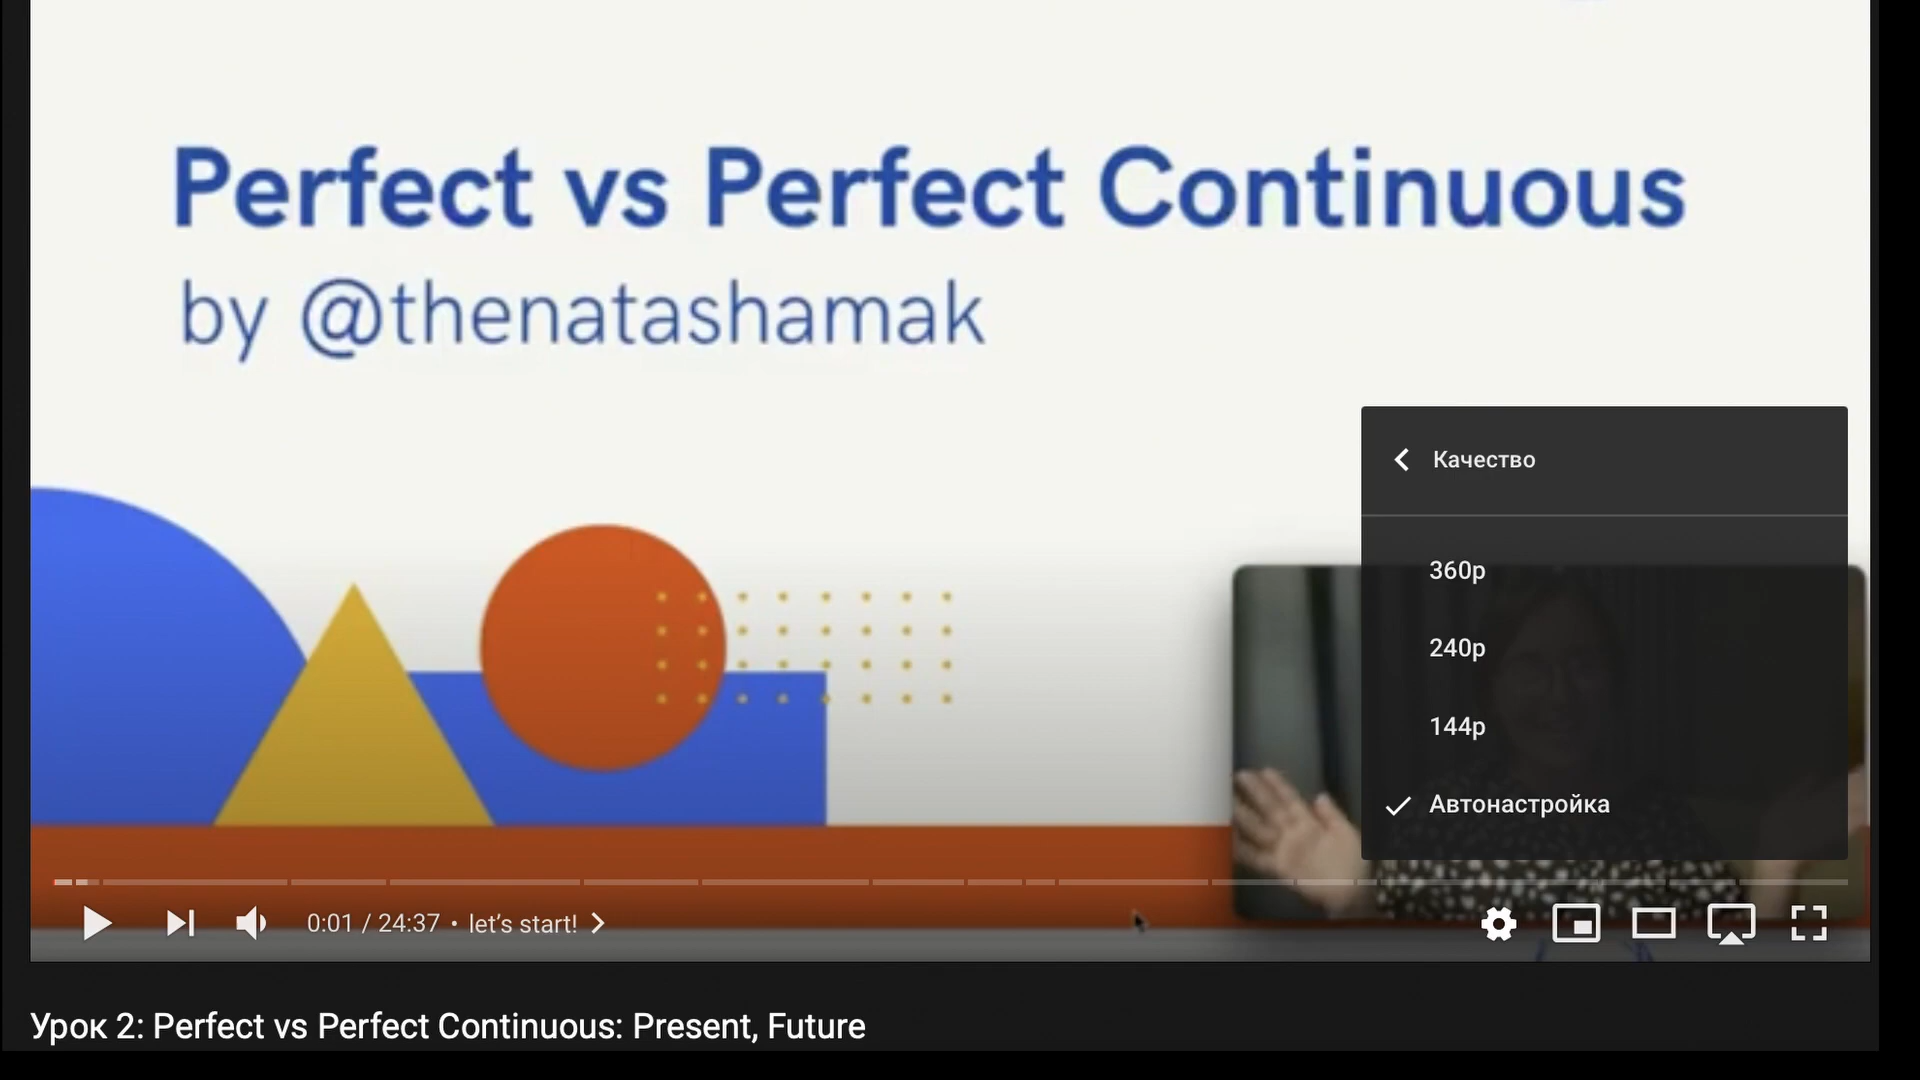 Perfect vs Perfect Continuous
by @thenatashamak
Качество
360p
240p
144p
Автонастройка
0:01 / 24:37 • let’s start!
Урок 2: Perfect vs Perfect Continuous: Present, Future